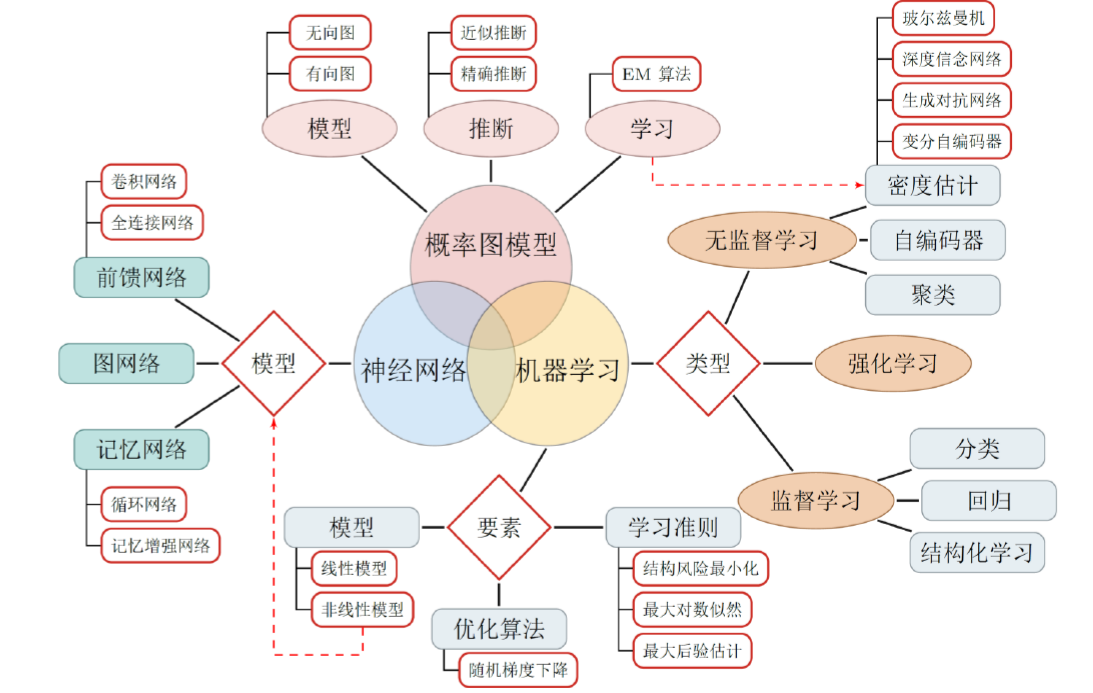 无向图
有向图
模型
近似推断
精确推断
推断
EM 算法
学习
玻尔兹曼机
深度信念网络
生成对抗网络
变分自编码器
密度估计
无监督学习
自编码器
聚类
概率图模型
神经网络
机器学习
卷积网络
全连接网络
前馈网络
图网络
模型
记忆网络
循环网络
记忆增强网络
类型
强化学习
监督学习
分类
回归
结构化学习
要素
模型
线性模型
非线性模型
优化算法
随机梯度下降
学习准则
结构风险最小化
最大对数似然
最大后验估计